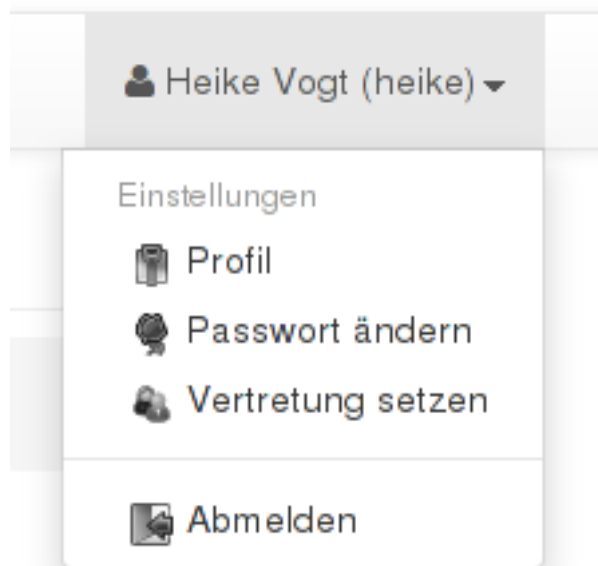 Heike Vogt (heike)
Einstellungen
Profil
Passwort ändern
Vertretung setzen
Abmelden